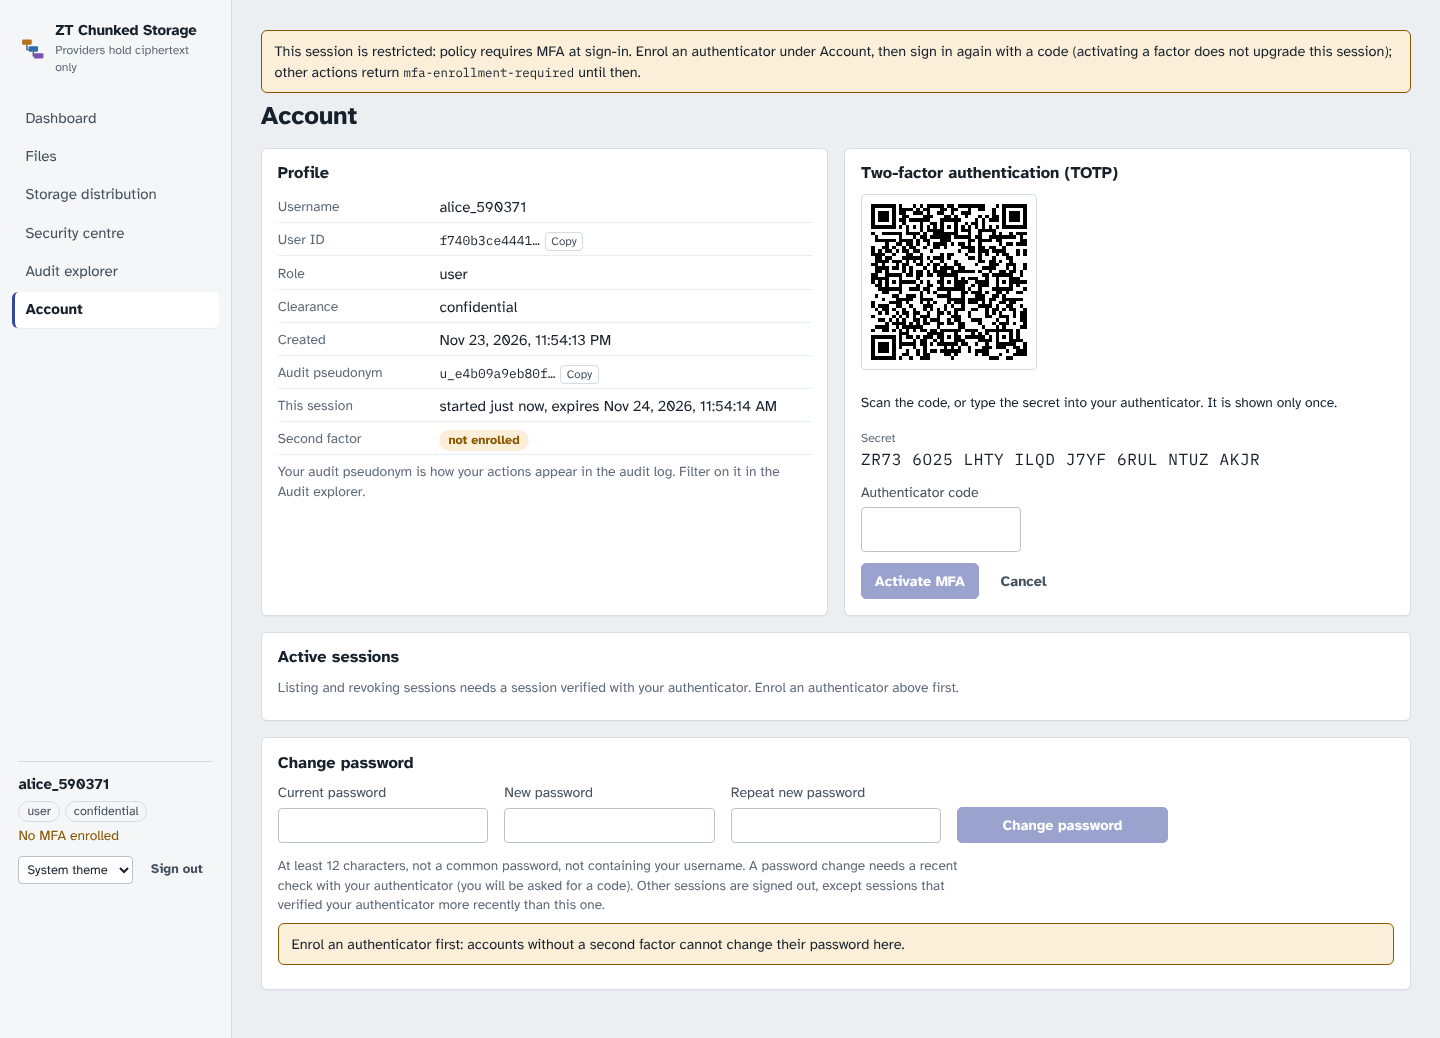 ZT Chunked Storage
Providers hold ciphertext
only
Dashboard
Files
Storage distribution
Security centre
Audit explorer
Account
alice_590371
user
confidential
No MFA enrolled
System theme
Sign out
This session is restricted: policy requires MFA at sign-in. Enrol an authenticator under Account, then sign in again with a code (activating a factor does not upgrade this session);
other actions return mfa-enrollment-required until then.
Account
Profile
Username alice_590371
User ID f740b3ce4441… Copy
Role user
Clearance confidential
Created Nov 23, 2026, 11:54:13 PM
Audit pseudonym u_e4b09a9eb80f… Copy
This session started just now, expires Nov 24, 2026, 11:54:14 AM
Second factor not enrolled
Your audit pseudonym is how your actions appear in the audit log. Filter on it in the
Audit explorer.
Two-factor authentication (TOTP)
Scan the code, or type the secret into your authenticator. It is shown only once.
Secret
ZR73 6O25 LHTY ILQD J7YF 6RUL NTUZ AKJR
Authenticator code
Activate MFA
Cancel
Active sessions
Listing and revoking sessions needs a session verified with your authenticator. Enrol an authenticator above first.
Change password
Current password
New password
Repeat new password
Change password
At least 12 characters, not a common password, not containing your username. A password change needs a recent
check with your authenticator (you will be asked for a code). Other sessions are signed out, except sessions that
verified your authenticator more recently than this one.
Enrol an authenticator first: accounts without a second factor cannot change their password here.